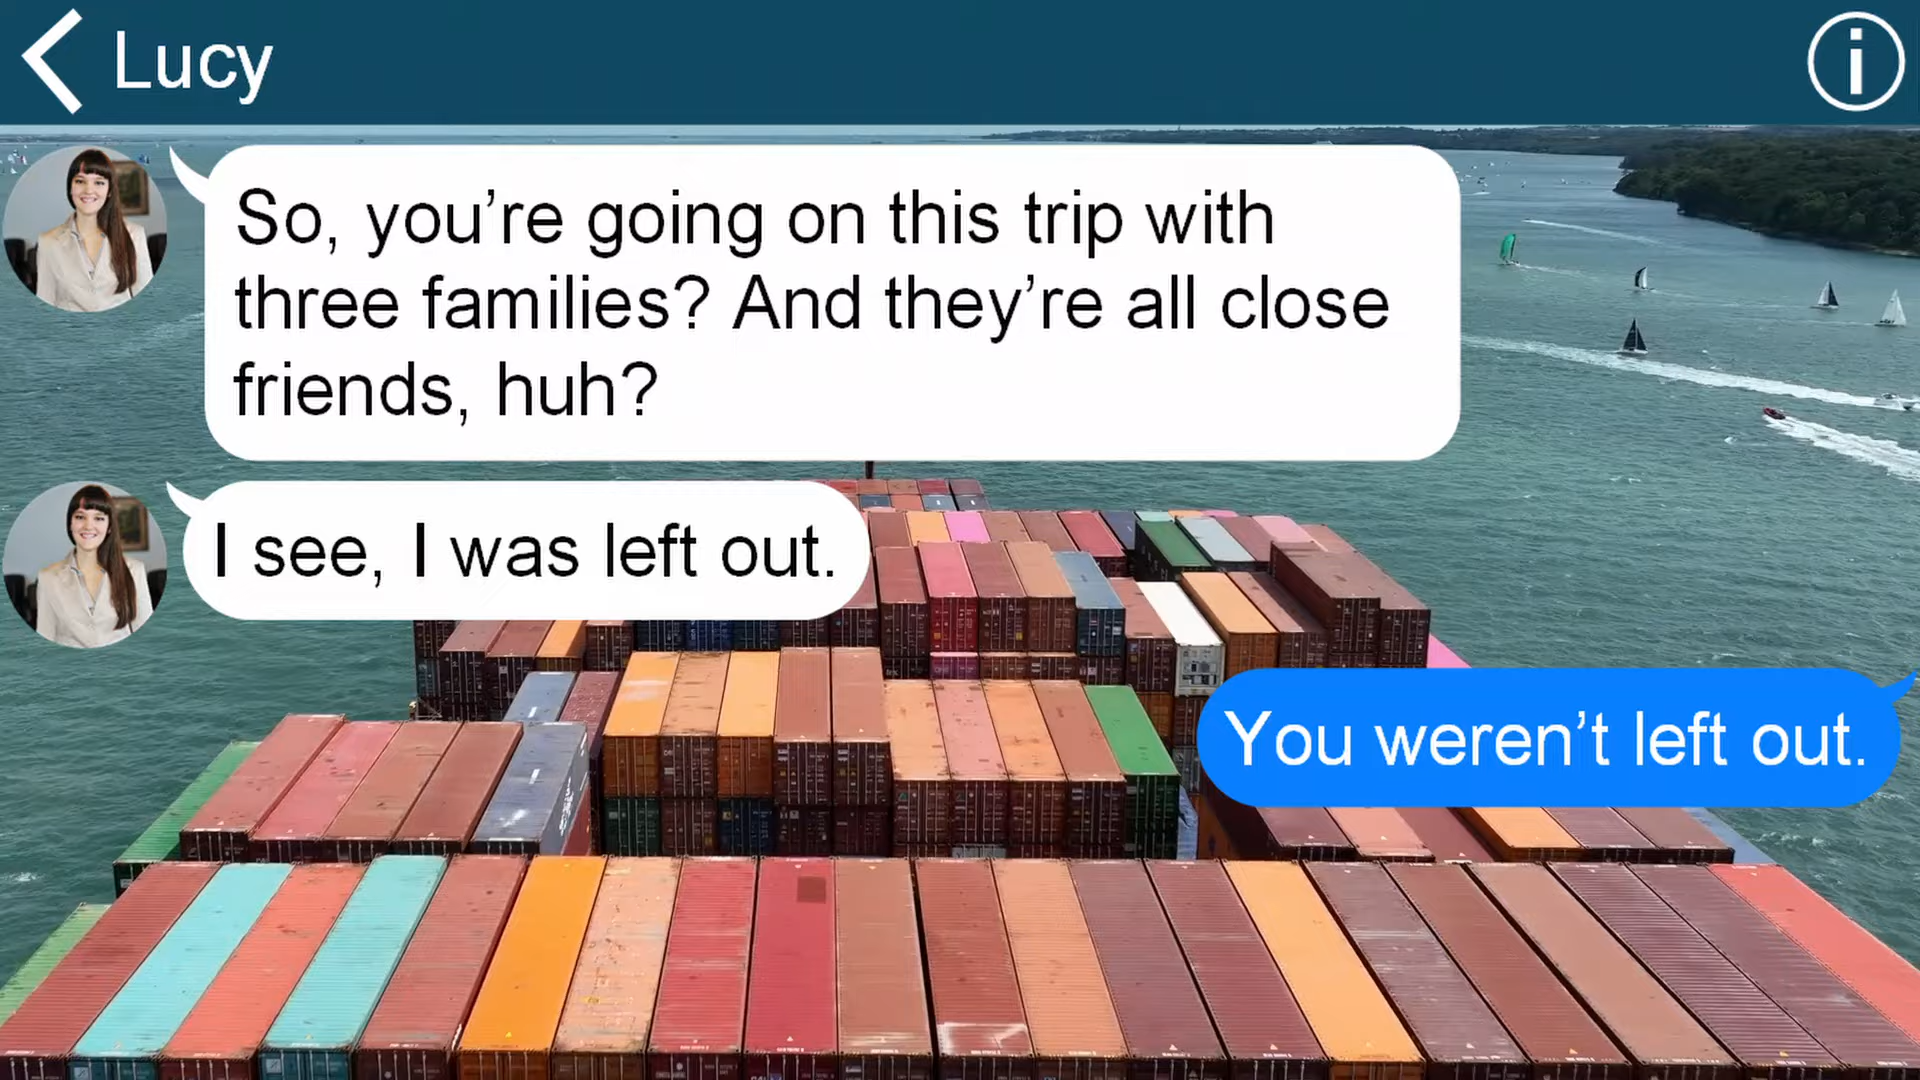 Lucy
So, you’re going on this trip with
three families? And they’re all close
friends, huh?
I see, I was left out.
You weren’t left out.